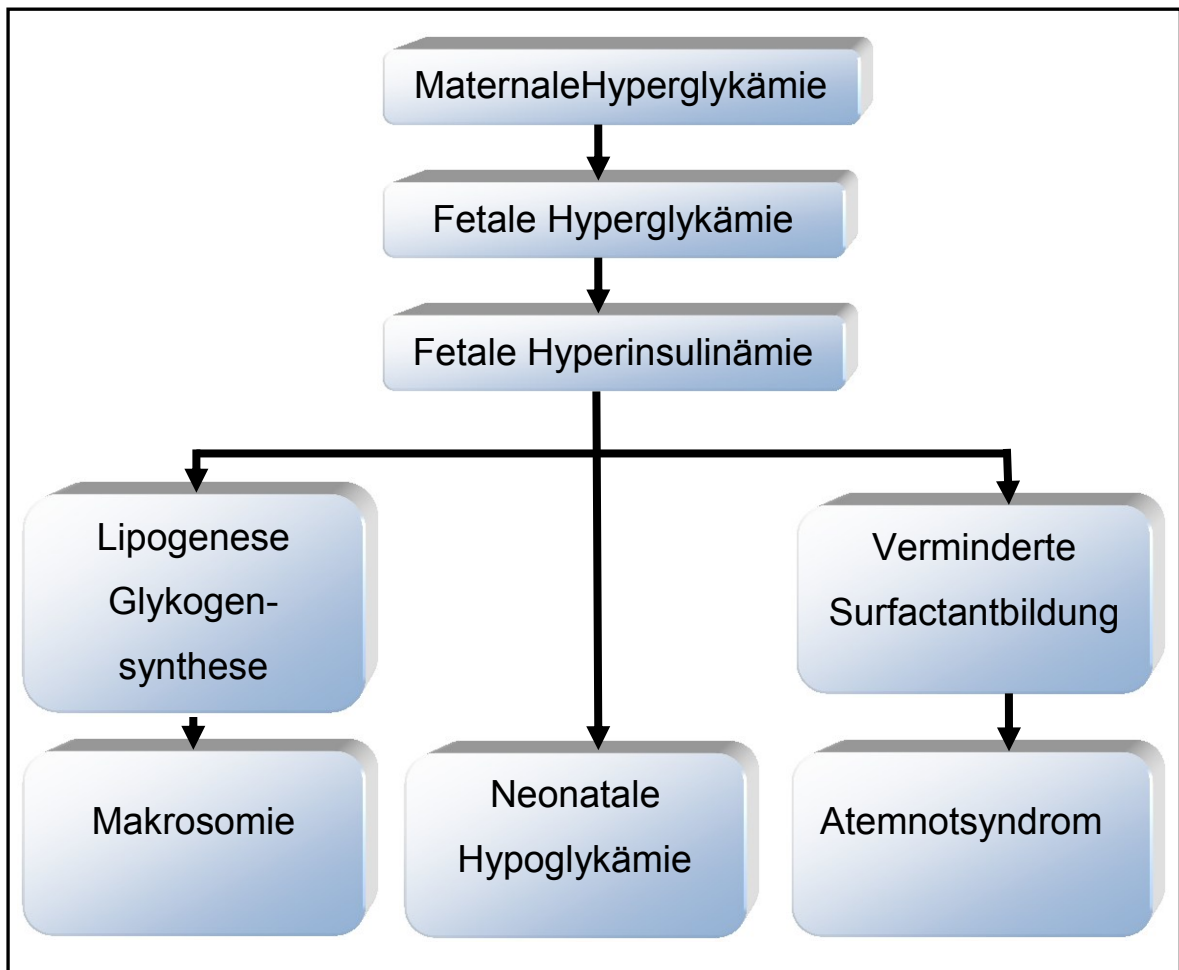 MaternaleHyperglykämie
Fetale Hyperglykämie
Fetale Hyperinsulinämie
Lipogenese
Glykogen-
synthese
Verminderte
Surfactantbildung
Makrosomie
Neonatale
Hypoglykämie
Atemnotsyndrom